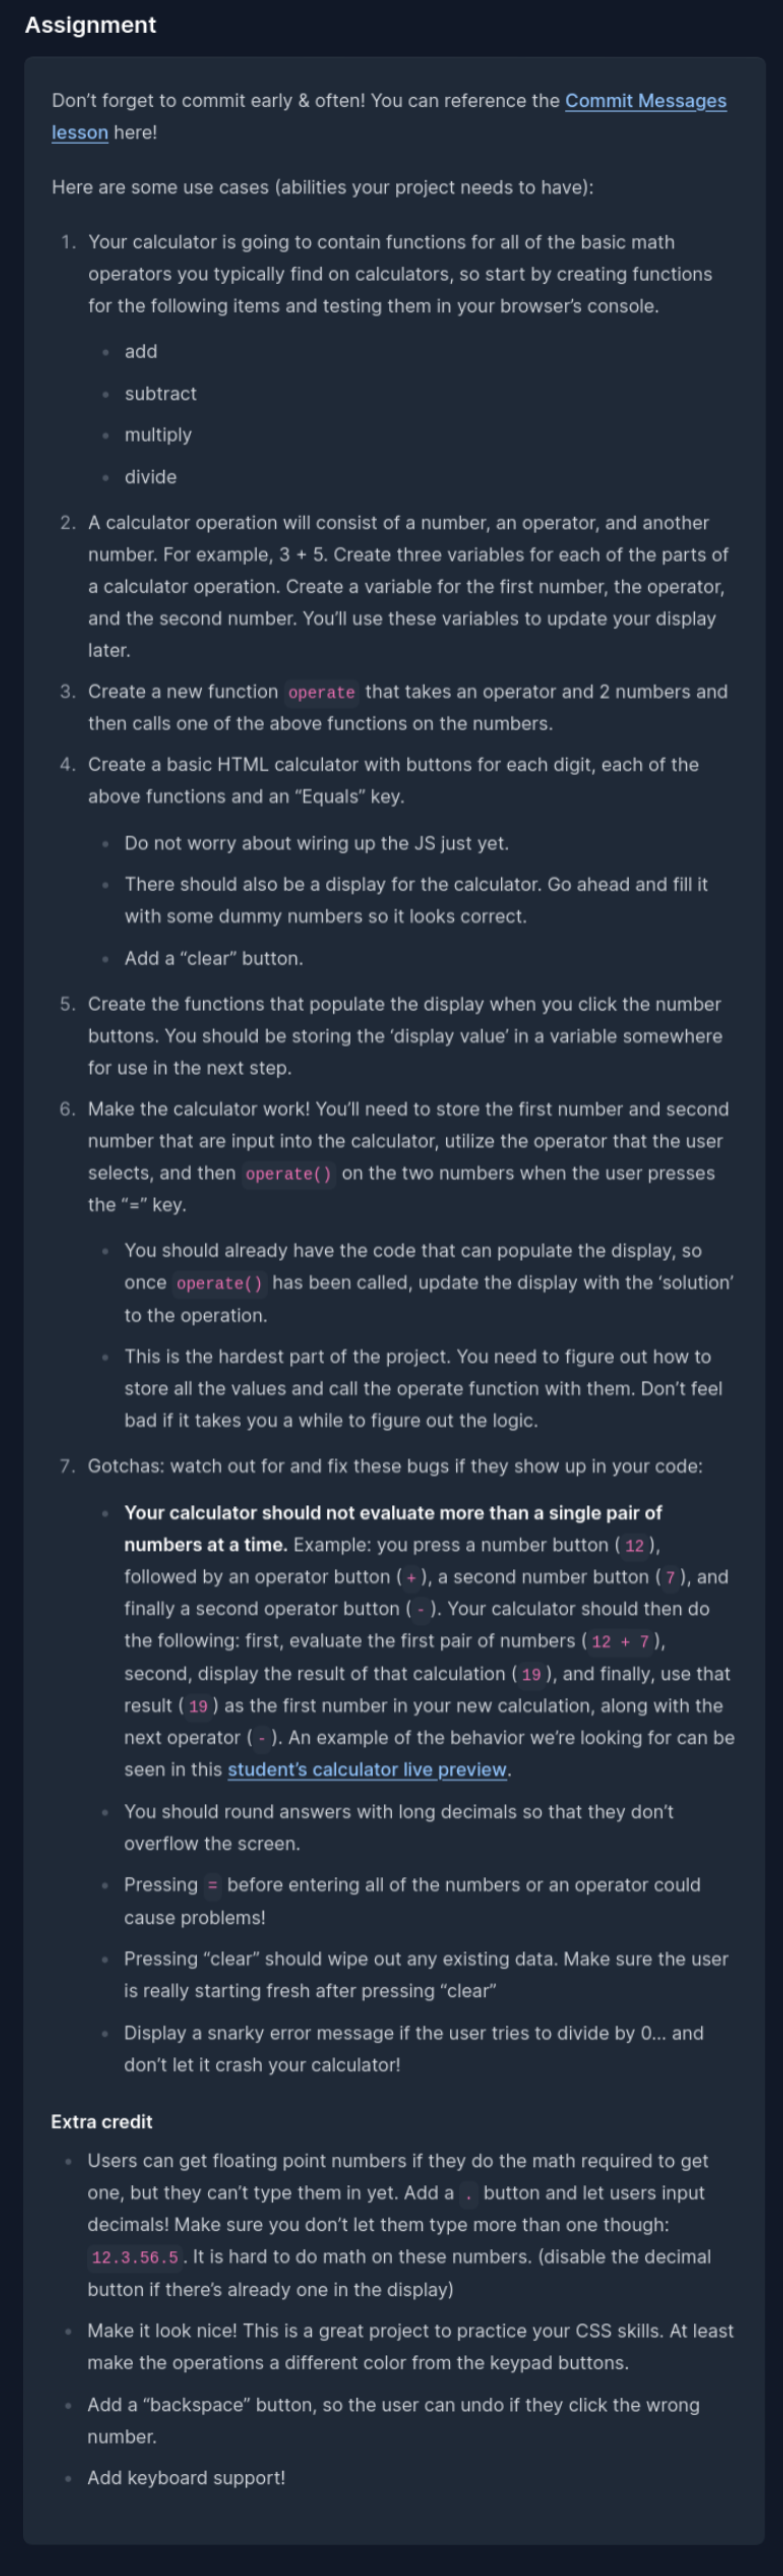 Assignment
Don’t forget to commit early & often! You can reference the Commit Messages
lesson here!
Here are some use cases (abilities your project needs to have):
1. Your calculator is going to contain functions for all of the basic math
operators you typically find on calculators, so start by creating functions
for the following items and testing them in your browser’s console.
• add
• subtract
• multiply
• divide
2. A calculator operation will consist of a number, an operator, and another
number. For example, 3 + 5. Create three variables for each of the parts of
a calculator operation. Create a variable for the first number, the operator,
and the second number. You’ll use these variables to update your display
later.
3. Create a new function operate that takes an operator and 2 numbers and
then calls one of the above functions on the numbers.
4. Create a basic HTML calculator with buttons for each digit, each of the
above functions and an “Equals” key.
• Do not worry about wiring up the JS just yet.
• There should also be a display for the calculator. Go ahead and fill it
with some dummy numbers so it looks correct.
• Add a “clear” button.
5. Create the functions that populate the display when you click the number
buttons. You should be storing the ‘display value’ in a variable somewhere
for use in the next step.
6. Make the calculator work! You’ll need to store the first number and second
number that are input into the calculator, utilize the operator that the user
selects, and then operate() on the two numbers when the user presses
the “=” key.
• You should already have the code that can populate the display, so
once operate() has been called, update the display with the ‘solution’
to the operation.
• This is the hardest part of the project. You need to figure out how to
store all the values and call the operate function with them. Don’t feel
bad if it takes you a while to figure out the logic.
7. Gotchas: watch out for and fix these bugs if they show up in your code:
• Your calculator should not evaluate more than a single pair of
numbers at a time. Example: you press a number button ( 12 ),
followed by an operator button ( + ), a second number button ( 7 ), and
finally a second operator button ( - ). Your calculator should then do
the following: first, evaluate the first pair of numbers ( 12 + 7 ),
second, display the result of that calculation ( 19 ), and finally, use that
result ( 19 ) as the first number in your new calculation, along with the
next operator ( - ). An example of the behavior we’re looking for can be
seen in this student’s calculator live preview.
• You should round answers with long decimals so that they don’t
overflow the screen.
• Pressing = before entering all of the numbers or an operator could
cause problems!
• Pressing “clear” should wipe out any existing data. Make sure the user
is really starting fresh after pressing “clear”
• Display a snarky error message if the user tries to divide by 0… and
don’t let it crash your calculator!
Extra credit
• Users can get floating point numbers if they do the math required to get
one, but they can’t type them in yet. Add a . button and let users input
decimals! Make sure you don’t let them type more than one though:
12.3.56.5 . It is hard to do math on these numbers. (disable the decimal
button if there’s already one in the display)
• Make it look nice! This is a great project to practice your CSS skills. At least
make the operations a different color from the keypad buttons.
• Add a “backspace” button, so the user can undo if they click the wrong
number.
• Add keyboard support!